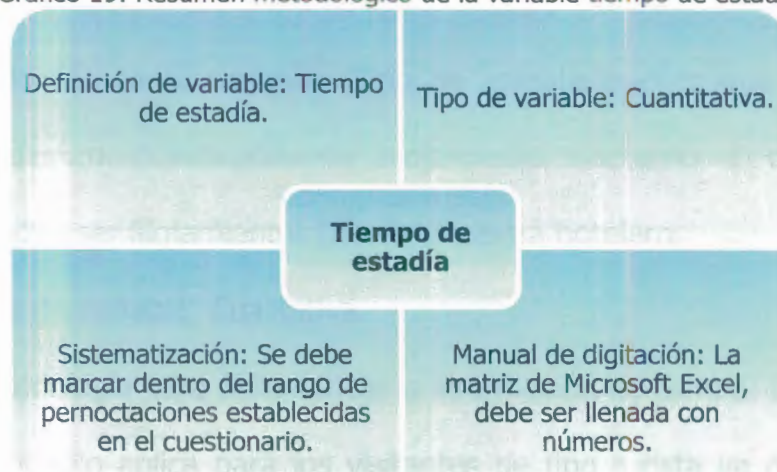 Gráfico 19: Resumen metodológico de la variable tiempo de estad
Definición de variable: Tiempo
de estadía.
Tipo de variable: Cuantitativa.
Tiempo de
estadía
Sistematización: Se debe
marcar dentro del rango de
pernoctaciones establecidas
en el cuestionario.
Manual de digitación: La
matriz de Microsoft Excel,
debe ser llenada con
números.